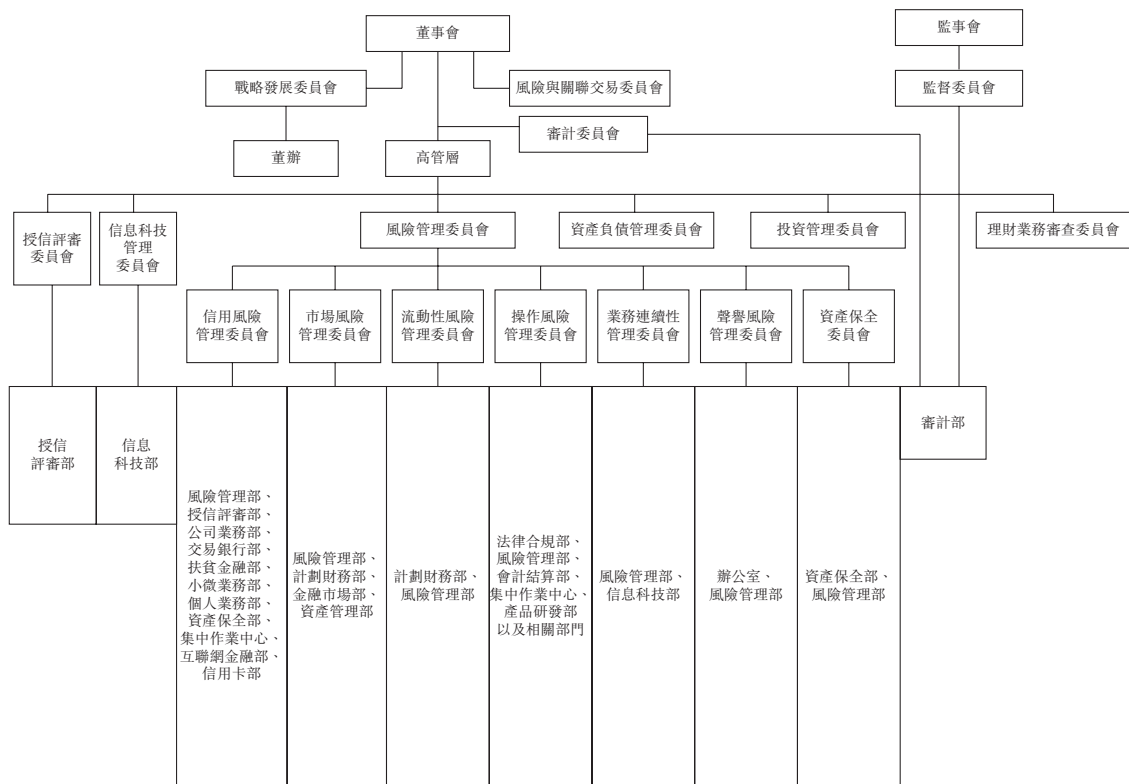 董事會
監事會
戰略發展委員會
風險與關聯交易委員會
監督委員會
審計委員會
董辦
高管層
授信評審
委員會
信息科技
管理
委員會
風險管理委員會
資產負債管理委員會
投資管理委員會
理財業務審查委員會
信用風險
管理委員會
市場風險
管理委員會
流動性風險
管理委員會
操作風險
管理委員會
業務連續性
管理委員會
聲譽風險
管理委員會
資產保全
委員會
授信
評審部
信息
科技部
風險管理部、
授信評審部、
公司業務部、
交易銀行部、
扶貧金融部、
小微業務部、
個人業務部、
資產保全部、
集中作業中心、
互聯網金融部、
信用卡部
風險管理部、
計劃財務部、
金融市場部、
資產管理部
計劃財務部、
風險管理部
法律合規部、
風險管理部、
會計結算部、
集中作業中心、
產品研發部
以及相關部門
風險管理部、
信息科技部
辦公室、
風險管理部
資產保全部、
風險管理部
審計部